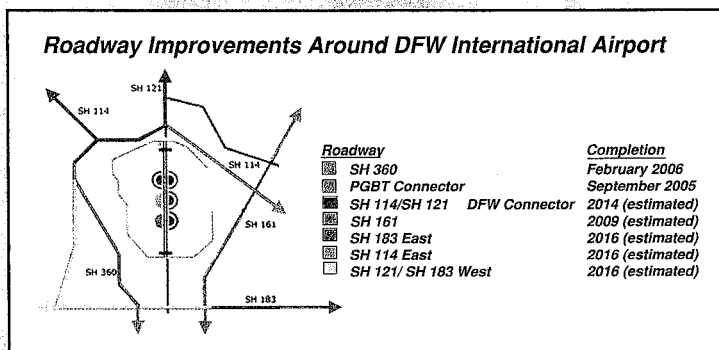 Roadway Improvements Around DFW International Airport
SH 121
SH 114
SH 114
SH 161
SH 360
SH 183
Roadway Completion
SH 360 February 2006
PGBT Connector September 2005
SH 114/SH 121 DFW Connector 2014 (estimated)
SH 161 2009 (estimated)
SH 183 East 2016 (estimated)
SH 114 East 2016 (estimated)
SH 121/ SH 183 West 2016 (estimated)